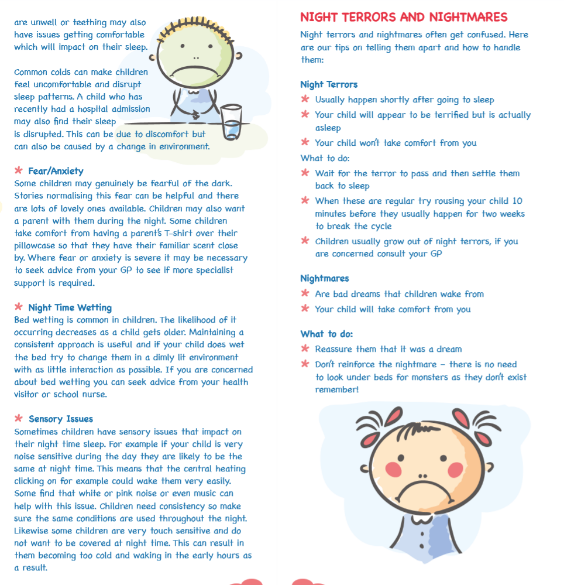 are unwell or teething may also
have issues getting comfortable
which will impact on their sleep.
Common colds can make children
feel uncomfortable and disrupt
sleep patterns. A child who has
recently had a hospital admission
may also find their sleep
is disrupted. This can be due to discomfort but
can also be caused by a change in environment.
* Fear/Anxiety
Some children may genuinely be fearful of the dark.
Stories normalising this fear can be helpful and there
are lots of lovely ones available. Children may also want
a parent with them during the night. Some children
take comfort from having a parent's T-shirt over their
pillowcase so that they have their familiar scent close
by. Where fear or anxiety is severe it may be necessary
to seek advice from your GP to see if more specialist
support is required.
* Night Time Wetting
Bed wetting is common in children. The likelihood of it
occurring decreases as a child gets older. Maintaining a
consistent approach is useful and if your child does wet
the bed try to change them in a dimly lit environment
with as little interaction as possible. If you are concerned
about bed wetting you can seek advice from your health
visitor or school nurse.
* Sensory Issues
Sometimes children have sensory issues that impact on
their night time sleep. For example if your child is very
noise sensitive during the day they are likely to be the
same at night time. This means that the central heating
clicking on for example could wake them very easily.
Some find that white or pink noise or even music can
help with this issue. Children need consistency so make
sure the same conditions are used throughout the night.
Likewise some children are very touch sensitive and do
not want to be covered at night time. This can result in
them becoming too cold and waking in the early hours as
a result.
NIGHT TERRORS AND NIGHTMARES
Night terrors and nightmares often get confused. Here
are our tips on telling them apart and how to handle
them:
Night Terrors
* Usually happen shortly after going to sleep
* Your child will appear to be terrified but is actually
asleep
* Your child won't take comfort from you
What to do:
* Wait for the terror to pass and then settle them
back to sleep
* When these are regular try rousing your child 10
minutes before they usually happen for two weeks
to break the cycle
* Children usually grow out of night terrors, if you
are concerned consult your GP
Nightmares
* Are bad dreams that children wake from
* Your child will take comfort from you
What to do:
* Reassure them that it was a dream
* Don't reinforce the nightmare – there is no need
to look under beds for monsters as they don't exist
remember!